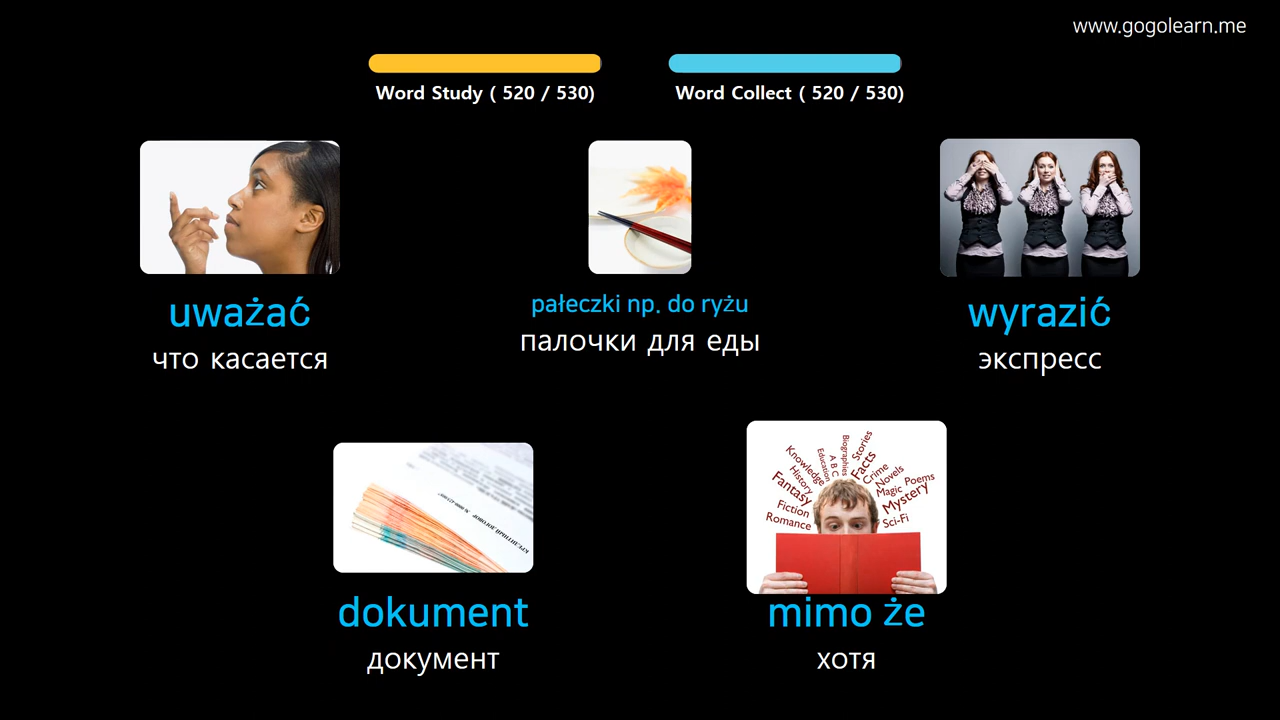 www.gogolearn.me
Word Study ( 520 / 530)
Word Collect ( 520 / 530)
uważać
что касается
pałeczki np. do ryżu
палочки для еды
wyrazić
экспресс
КРЕДИТНЫЙ ДОГОВОР
dokument
документ
Knowledge
History
Fantasy
Fiction
Romance
Education
A B C
Biographies
Stories
Facts
Crime
Novels
Magic
Poems
Mystery
Sci-Fi
mimo że
хотя